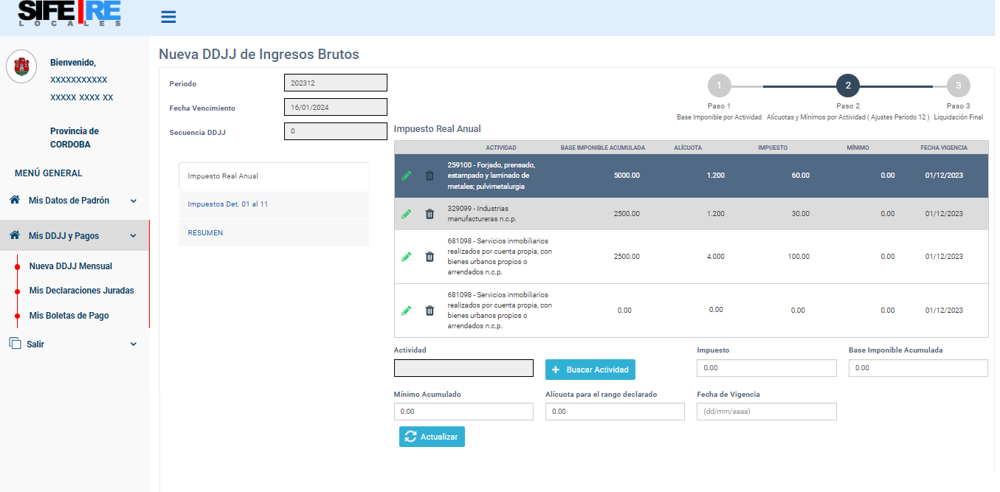 SIFERE
LOCALES
Bienvenido,
XXXXXXXXXXX
XXXXX XXXX XX
Provincia de
CORDOBA
MENÚ GENERAL
Mis Datos de Padrón
Mis DDJJ y Pagos
Nueva DDJJ Mensual
Mis Declaraciones Juradas
Mis Boletas de Pago
Salir
Nueva DDJJ de Ingresos Brutos
Periodo
202312
Fecha Vencimiento
16/01/2024
Secuencia DDJJ
0
1
2
3
Paso 1
Paso 2
Paso 3
Base Imponible por Actividad
Alícuotas y Mínimos por Actividad ( Ajustes Período 12 )
Liquidación Final
Impuesto Real Anual
Impuestos Det. 01 al 11
RESUMEN
Impuesto Real Anual
ACTIVIDAD BASE IMPONIBLE ACUMULADA ALÍCUOTA IMPUESTO MÍNIMO FECHA VIGENCIA
259100 - Forjado, prensado,
estampado y laminado de
metales; pulvimetalurgia
5000.00 1.200 60.00 0.00 01/12/2023
329099 - Industrias
manufactureras n.c.p.
2500.00 1.200 30.00 0.00 01/12/2023
681098 - Servicios inmobiliarios
realizados por cuenta propia, con
bienes urbanos propios o
arrendados n.c.p.
2500.00 4.000 100.00 0.00 01/12/2023
681098 - Servicios inmobiliarios
realizados por cuenta propia, con
bienes urbanos propios o
arrendados n.c.p.
0.00 0.00 0.00 0.00 01/12/2023
Actividad
Buscar Actividad
Impuesto
0.00
Base Imponible Acumulada
0.00
Mínimo Acumulado
0.00
Alícuota para el rango declarado
0.00
Fecha de Vigencia
(dd/mm/aaaa)
Actualizar